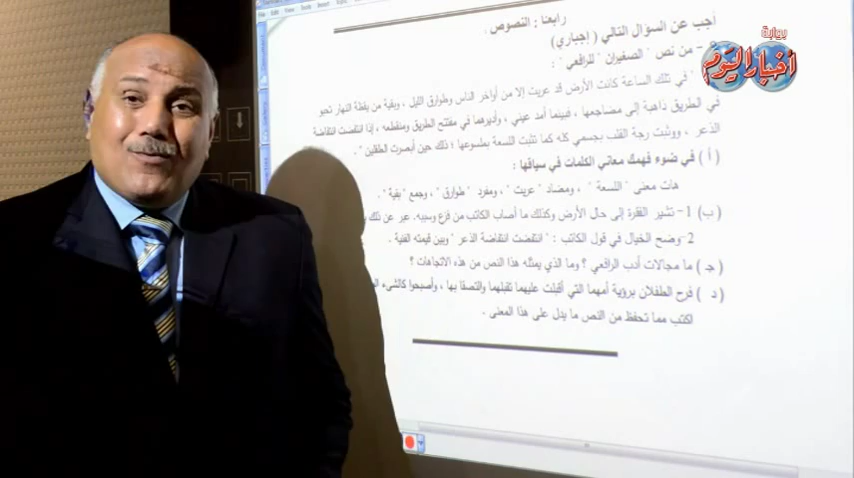 بوابة
أخبار اليوم
رابعنا : النصوص :
أجب عن السؤال التالي ( إجباري)
- من نص " الصغيران " للرافعي " :
" في تلك الساعة كانت الأرض قد عريت إلا من أواخر الناس وطوارق الليل ، وبقية من يقظة النهار تحبو
في الطريق ذاهبة إلى مضاجعها ، فبينما أمد عيني ، وأديرهما في مفتتح الطريق ومنقطعه ، إذا انتفضت انتفاضة
الذعر ، ووثبت رجة القلب بجسمي كله كما تثبت اللسعة بملسوعها ؛ ذلك حين أبصرت الطفلين " .
( أ ) في ضوء فهمك معاني الكلمات في سياقها :
هات معنى " اللسعة " ، ومضاد " عريت " ، ومفرد " طوارق " ، وجمع " بقية " .
(ب) 1- تشير الفقرة إلى حال الأرض وكذلك ما أصاب الكاتب من فزع وسببه. عبر عن ذلك
2-وضح الخيال في قول الكاتب : " انتفضت انتفاضة الذعر " وبين قيمته الفنية .
(جـ ) ما مجالات أدب الرافعي ؟ وما الذي يمثله هذا النص من هذه الاتجاهات ؟
( د ) فرح الطفلان برؤية أمهما التي أقبلت عليهما تقبلهما والتصقا بها ، وأصبحوا كالشيء
اكتب مما تحفظ من النص ما يدل على هذا المعنى .